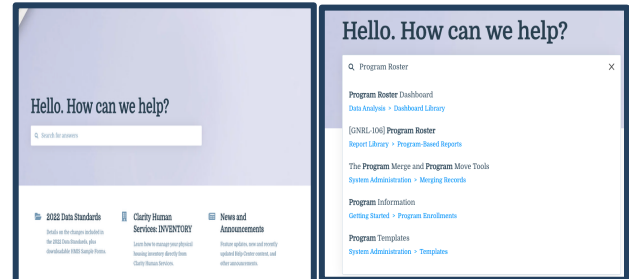 Hello. How can we help?
Search for answers
2022 Data Standards
Details on the changes included in
the 2022 Data Standards, plus
downloadable HMIS Sample Forms.
Clarity Human
Services: INVENTORY
Learn how to manage your physical
housing inventory directly from
Clarity Human Services.
News and
Announcements
Feature updates, new and recently
updated Help Center content, and
other announcements.
Hello. How can we help?
Program Roster X
Program Roster Dashboard
Data Analysis > Dashboard Library
[GNRL-106] Program Roster
Report Library > Program-Based Reports
The Program Merge and Program Move Tools
System Administration > Merging Records
Program Information
Getting Started > Program Enrollments
Program Templates
System Administration > Templates